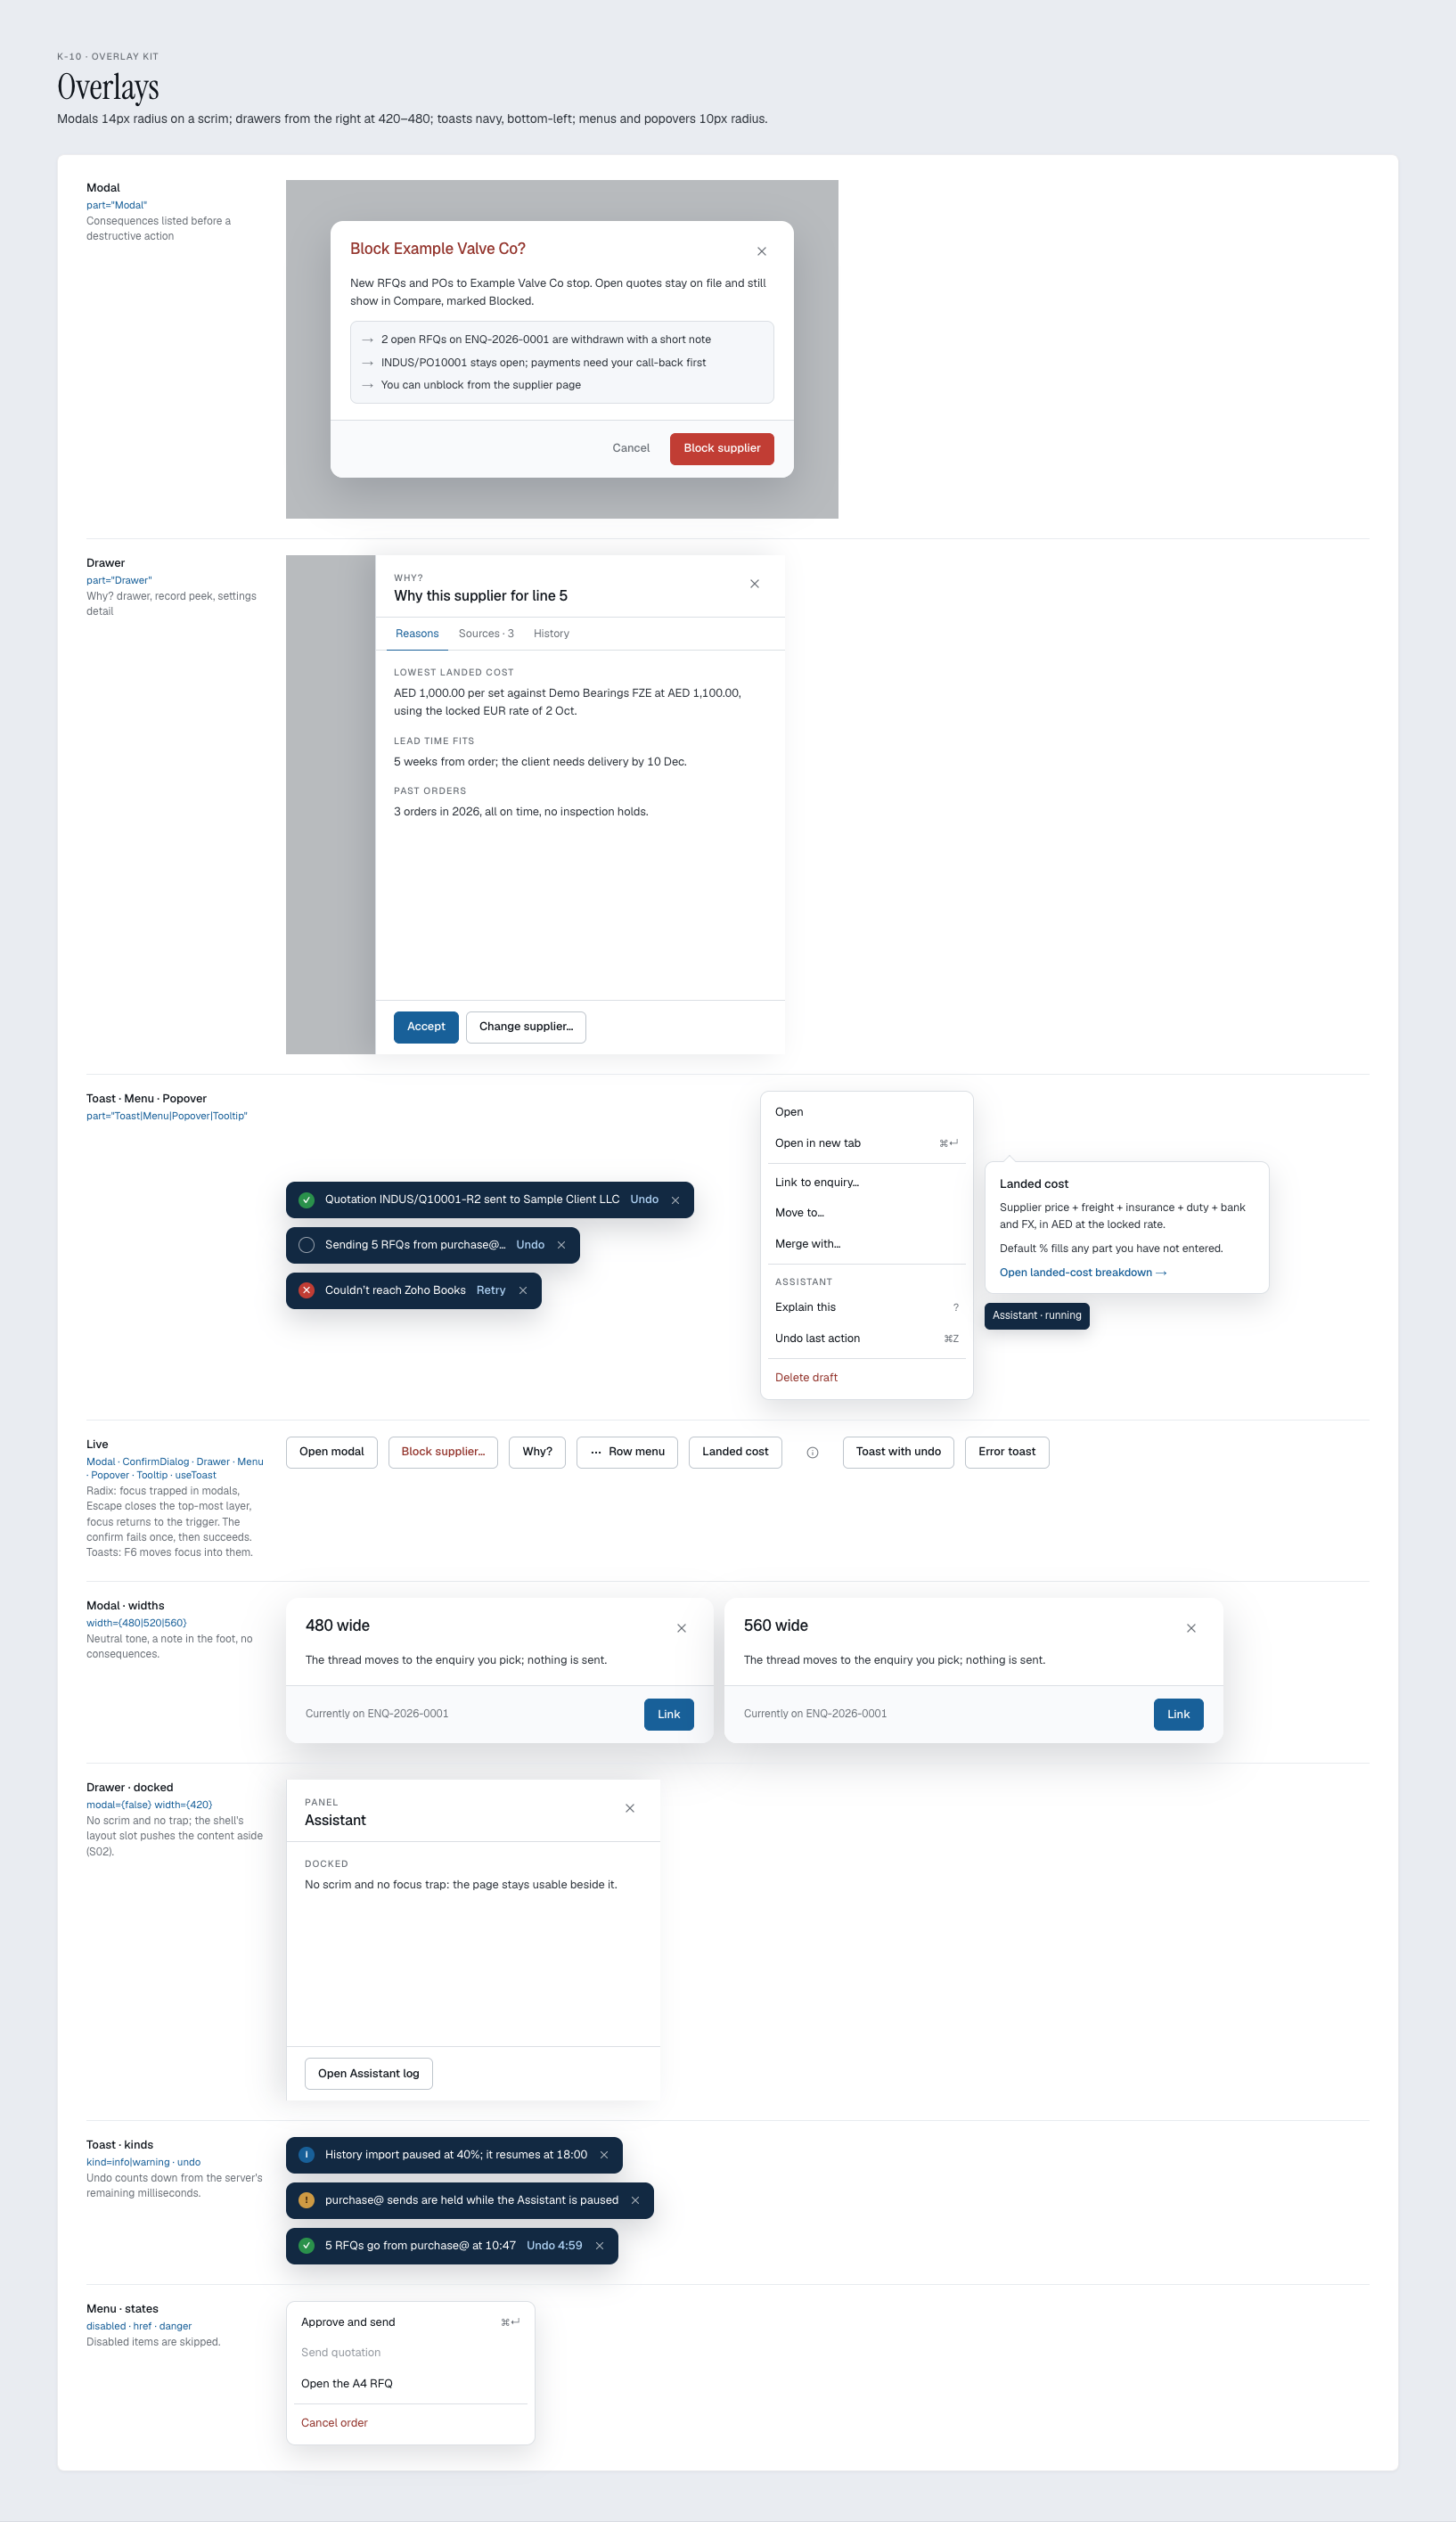 K-10 · OVERLAY KIT
Overlays
Modals 14px radius on a scrim; drawers from the right at 420–480; toasts navy, bottom-left; menus and popovers 10px radius.
Modal
part="Modal"
Consequences listed before a
destructive action
Block Example Valve Co?
New RFQs and POs to Example Valve Co stop. Open quotes stay on file and still
show in Compare, marked Blocked.
→ 2 open RFQs on ENQ-2026-0001 are withdrawn with a short note
→ INDUS/PO10001 stays open; payments need your call-back first
→ You can unblock from the supplier page
Cancel
Block supplier
Drawer
part="Drawer"
Why? drawer, record peek, settings
detail
WHY?
Why this supplier for line 5
Reasons
Sources · 3
History
LOWEST LANDED COST
AED 1,000.00 per set against Demo Bearings FZE at AED 1,100.00,
using the locked EUR rate of 2 Oct.
LEAD TIME FITS
5 weeks from order; the client needs delivery by 10 Dec.
PAST ORDERS
3 orders in 2026, all on time, no inspection holds.
Accept
Change supplier…
Toast · Menu · Popover
part="Toast|Menu|Popover|Tooltip"
Quotation INDUS/Q10001-R2 sent to Sample Client LLC Undo
Sending 5 RFQs from purchase@… Undo
Couldn't reach Zoho Books Retry
Open
Open in new tab ⌘↵
Link to enquiry…
Move to…
Merge with…
ASSISTANT
Explain this ?
Undo last action ⌘Z
Delete draft
Landed cost
Supplier price + freight + insurance + duty + bank
and FX, in AED at the locked rate.
Default % fills any part you have not entered.
Open landed-cost breakdown →
Assistant · running
Live
Modal · ConfirmDialog · Drawer · Menu
· Popover · Tooltip · useToast
Radix: focus trapped in modals,
Escape closes the top-most layer,
focus returns to the trigger. The
confirm fails once, then succeeds.
Toasts: F6 moves focus into them.
Open modal
Block supplier…
Why?
··· Row menu
Landed cost
Toast with undo
Error toast
Modal · widths
width={480|520|560}
Neutral tone, a note in the foot, no
consequences.
480 wide
The thread moves to the enquiry you pick; nothing is sent.
Currently on ENQ-2026-0001
Link
560 wide
The thread moves to the enquiry you pick; nothing is sent.
Currently on ENQ-2026-0001
Link
Drawer · docked
modal={false} width={420}
No scrim and no trap; the shell's
layout slot pushes the content aside
(S02).
PANEL
Assistant
DOCKED
No scrim and no focus trap: the page stays usable beside it.
Open Assistant log
Toast · kinds
kind=info|warning · undo
Undo counts down from the server's
remaining milliseconds.
History import paused at 40%; it resumes at 18:00
purchase@ sends are held while the Assistant is paused
5 RFQs go from purchase@ at 10:47 Undo 4:59
Menu · states
disabled · href · danger
Disabled items are skipped.
Approve and send ⌘↵
Send quotation
Open the A4 RFQ
Cancel order